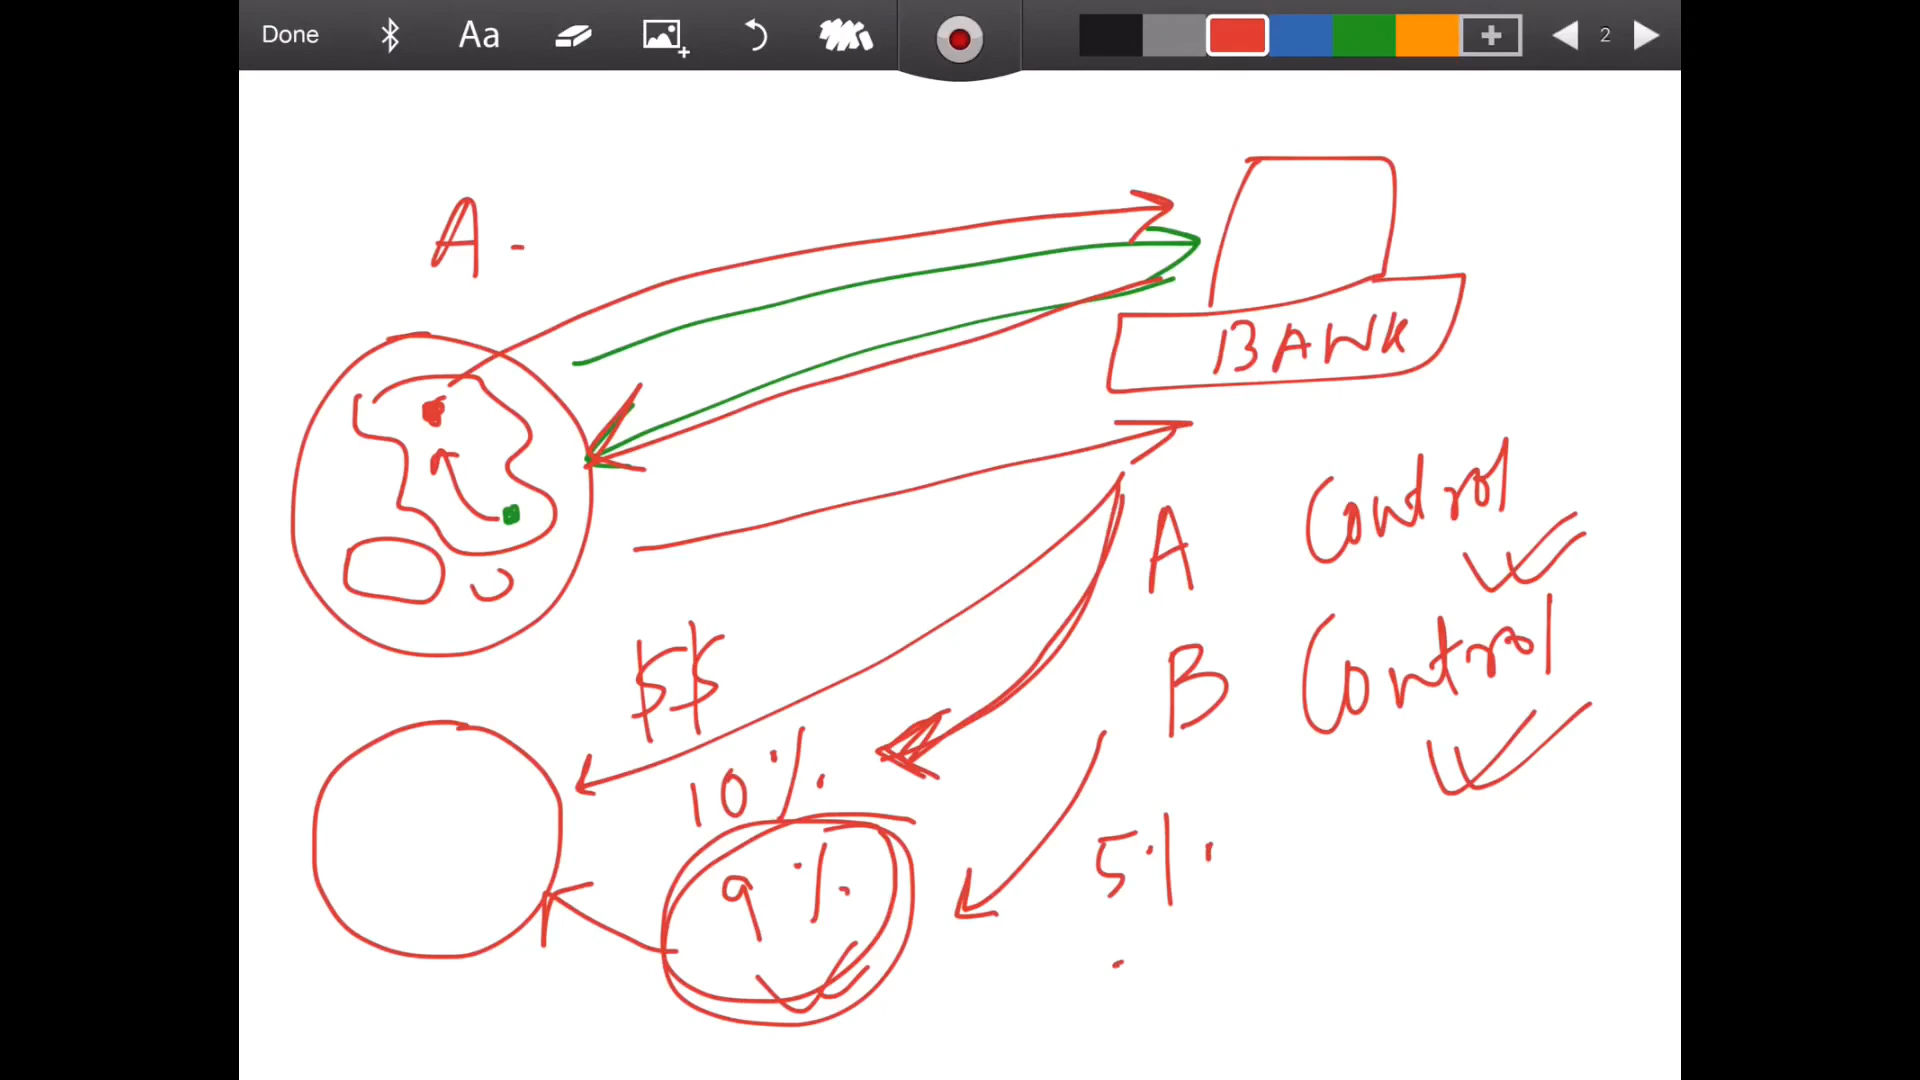 Done
Aa
2
A -
BANK
Control
A
$$
B Control
10%
9%
5%